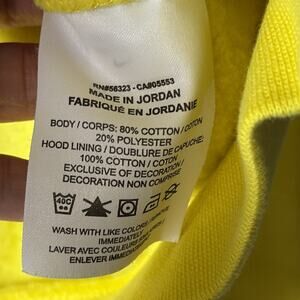 RN#56323 - CA#05553
MADE IN JORDAN
FABRIQUÉ EN JORDANIE
BODY / CORPS: 80% COTTON / COTON
20% POLYESTER
HOOD LINING / DOUBLURE DE CAPUCHE:
100% COTTON / COTON
EXCLUSIVE OF DECORATION /
DECORATION NON COMPRISE
40C
WASH WITH LIKE COLORS / REMOVE
IMMEDIATELY
LAVER AVEC COULEURS
ENLEVER IMMEDIATEMENT